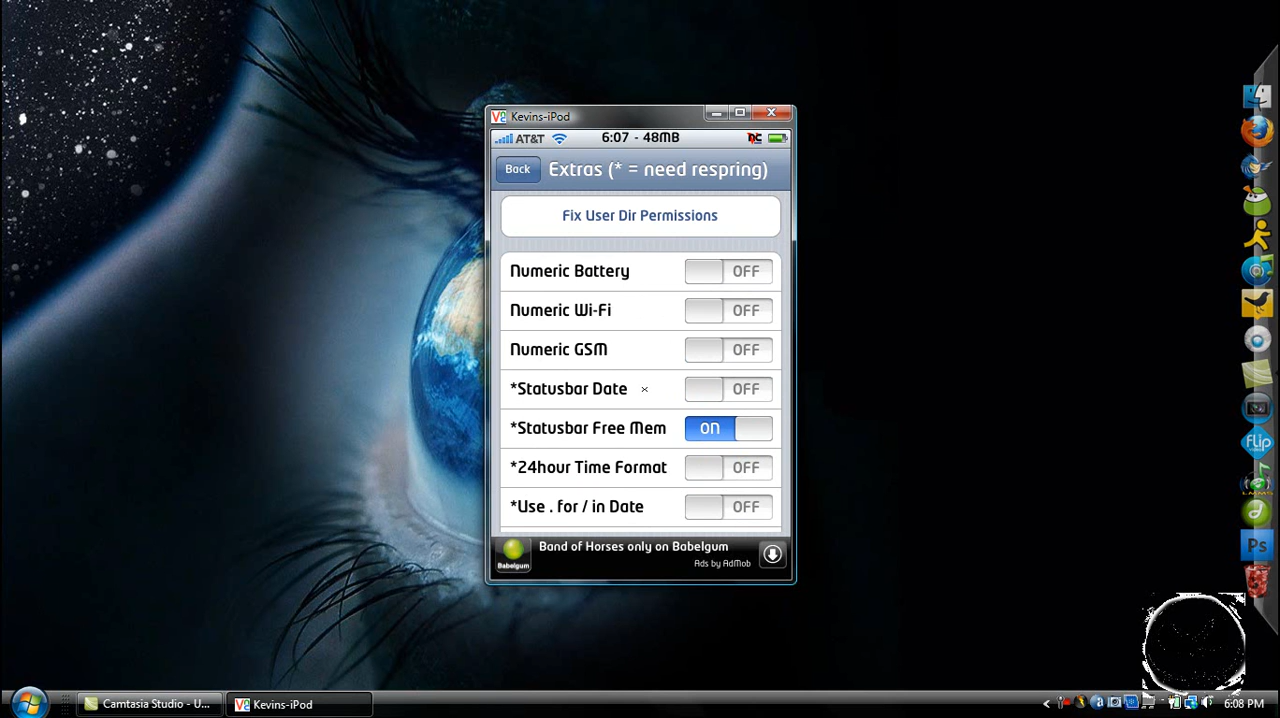 Kevins-iPod
AT&T 6:07 - 48MB
Back Extras (* = need respring)
Fix User Dir Permissions
Numeric Battery OFF
Numeric Wi-Fi OFF
Numeric GSM OFF
*Statusbar Date OFF
*Statusbar Free Mem ON
*24hour Time Format OFF
*Use . for / in Date OFF
Band of Horses only on Babelgum
Babelgum Ads by AdMob
flip
video
LMMS
Ps
Camtasia Studio - U... Kevins-iPod 6:08 PM